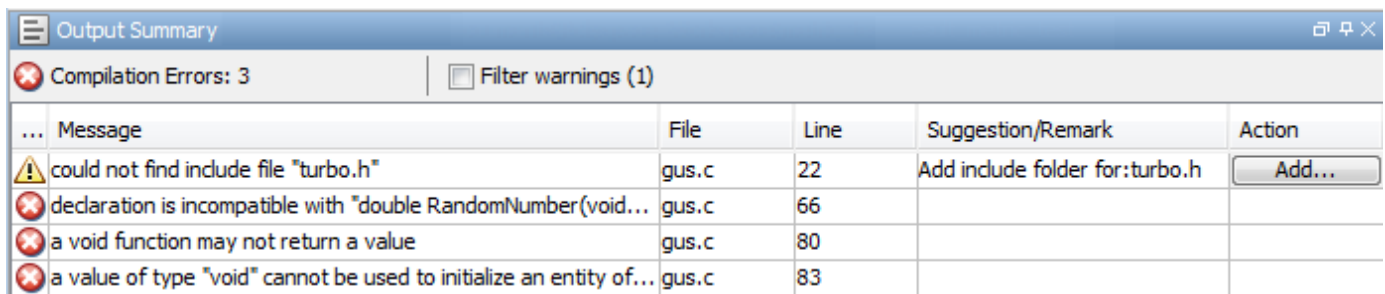 Output Summary
Compilation Errors: 3 Filter warnings (1)
... Message File Line Suggestion/Remark Action
could not find include file "turbo.h" gus.c 22 Add include folder for:turbo.h Add...
declaration is incompatible with "double RandomNumber(void... gus.c 66
a void function may not return a value gus.c 80
a value of type "void" cannot be used to initialize an entity of... gus.c 83